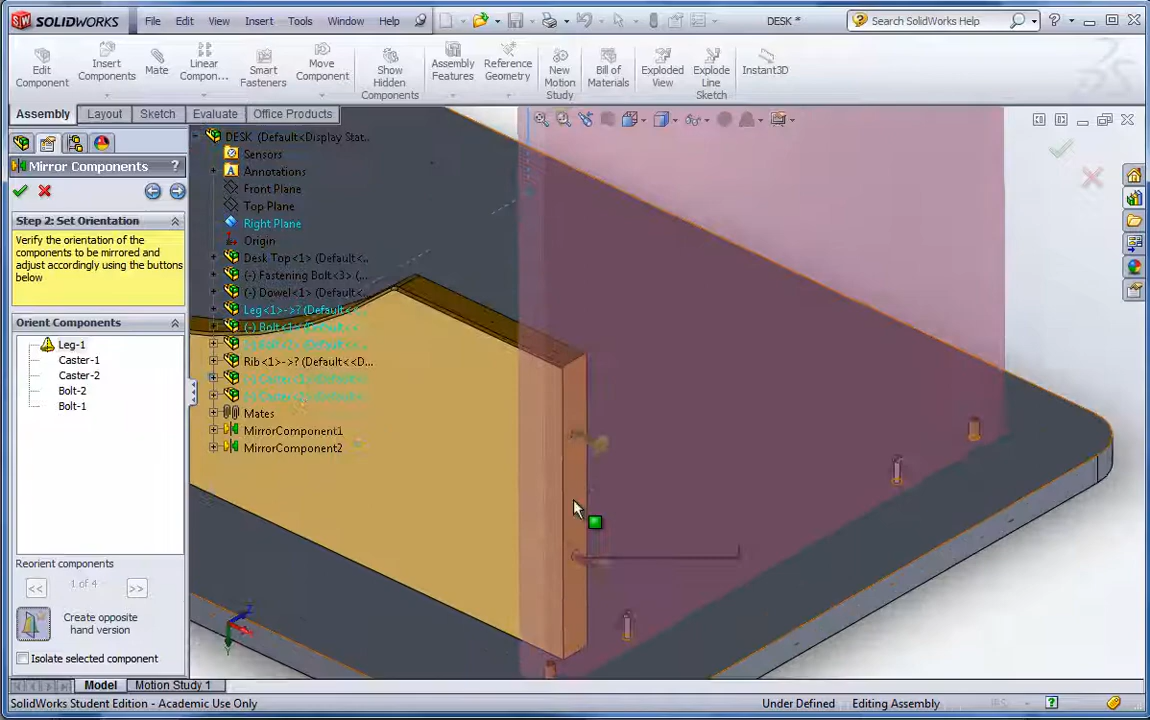 SOLIDWORKS File Edit View Insert Tools Window Help DESK * Search SolidWorks Help
Edit Component
Insert Components
Mate
Linear Compon...
Smart Fasteners
Move Component
Show Hidden Components
Assembly Features
Reference Geometry
New Motion Study
Bill of Materials
Exploded View
Explode Line Sketch
Instant3D
Assembly Layout Sketch Evaluate Office Products
Mirror Components ?
Step 2: Set Orientation
Verify the orientation of the
components to be mirrored and
adjust accordingly using the buttons
below
Orient Components
Leg-1
Caster-1
Caster-2
Bolt-2
Bolt-1
Reorient components
<< 1 of 4 >>
Create opposite
hand version
Isolate selected component
DESK (Default<Display Stat...
Sensors
Annotations
Front Plane
Top Plane
Right Plane
Origin
Desk Top<1> (Default<...
(-) Fastening Bolt<3> (...
(-) Dowel<1> (Default<...
Leg<1>->? (Default<<...
(-) Bolt<1>
Rib<1>->? (Default<<D...
Mates
MirrorComponent1
MirrorComponent2
Model Motion Study 1
SolidWorks Student Edition - Academic Use Only Under Defined Editing Assembly